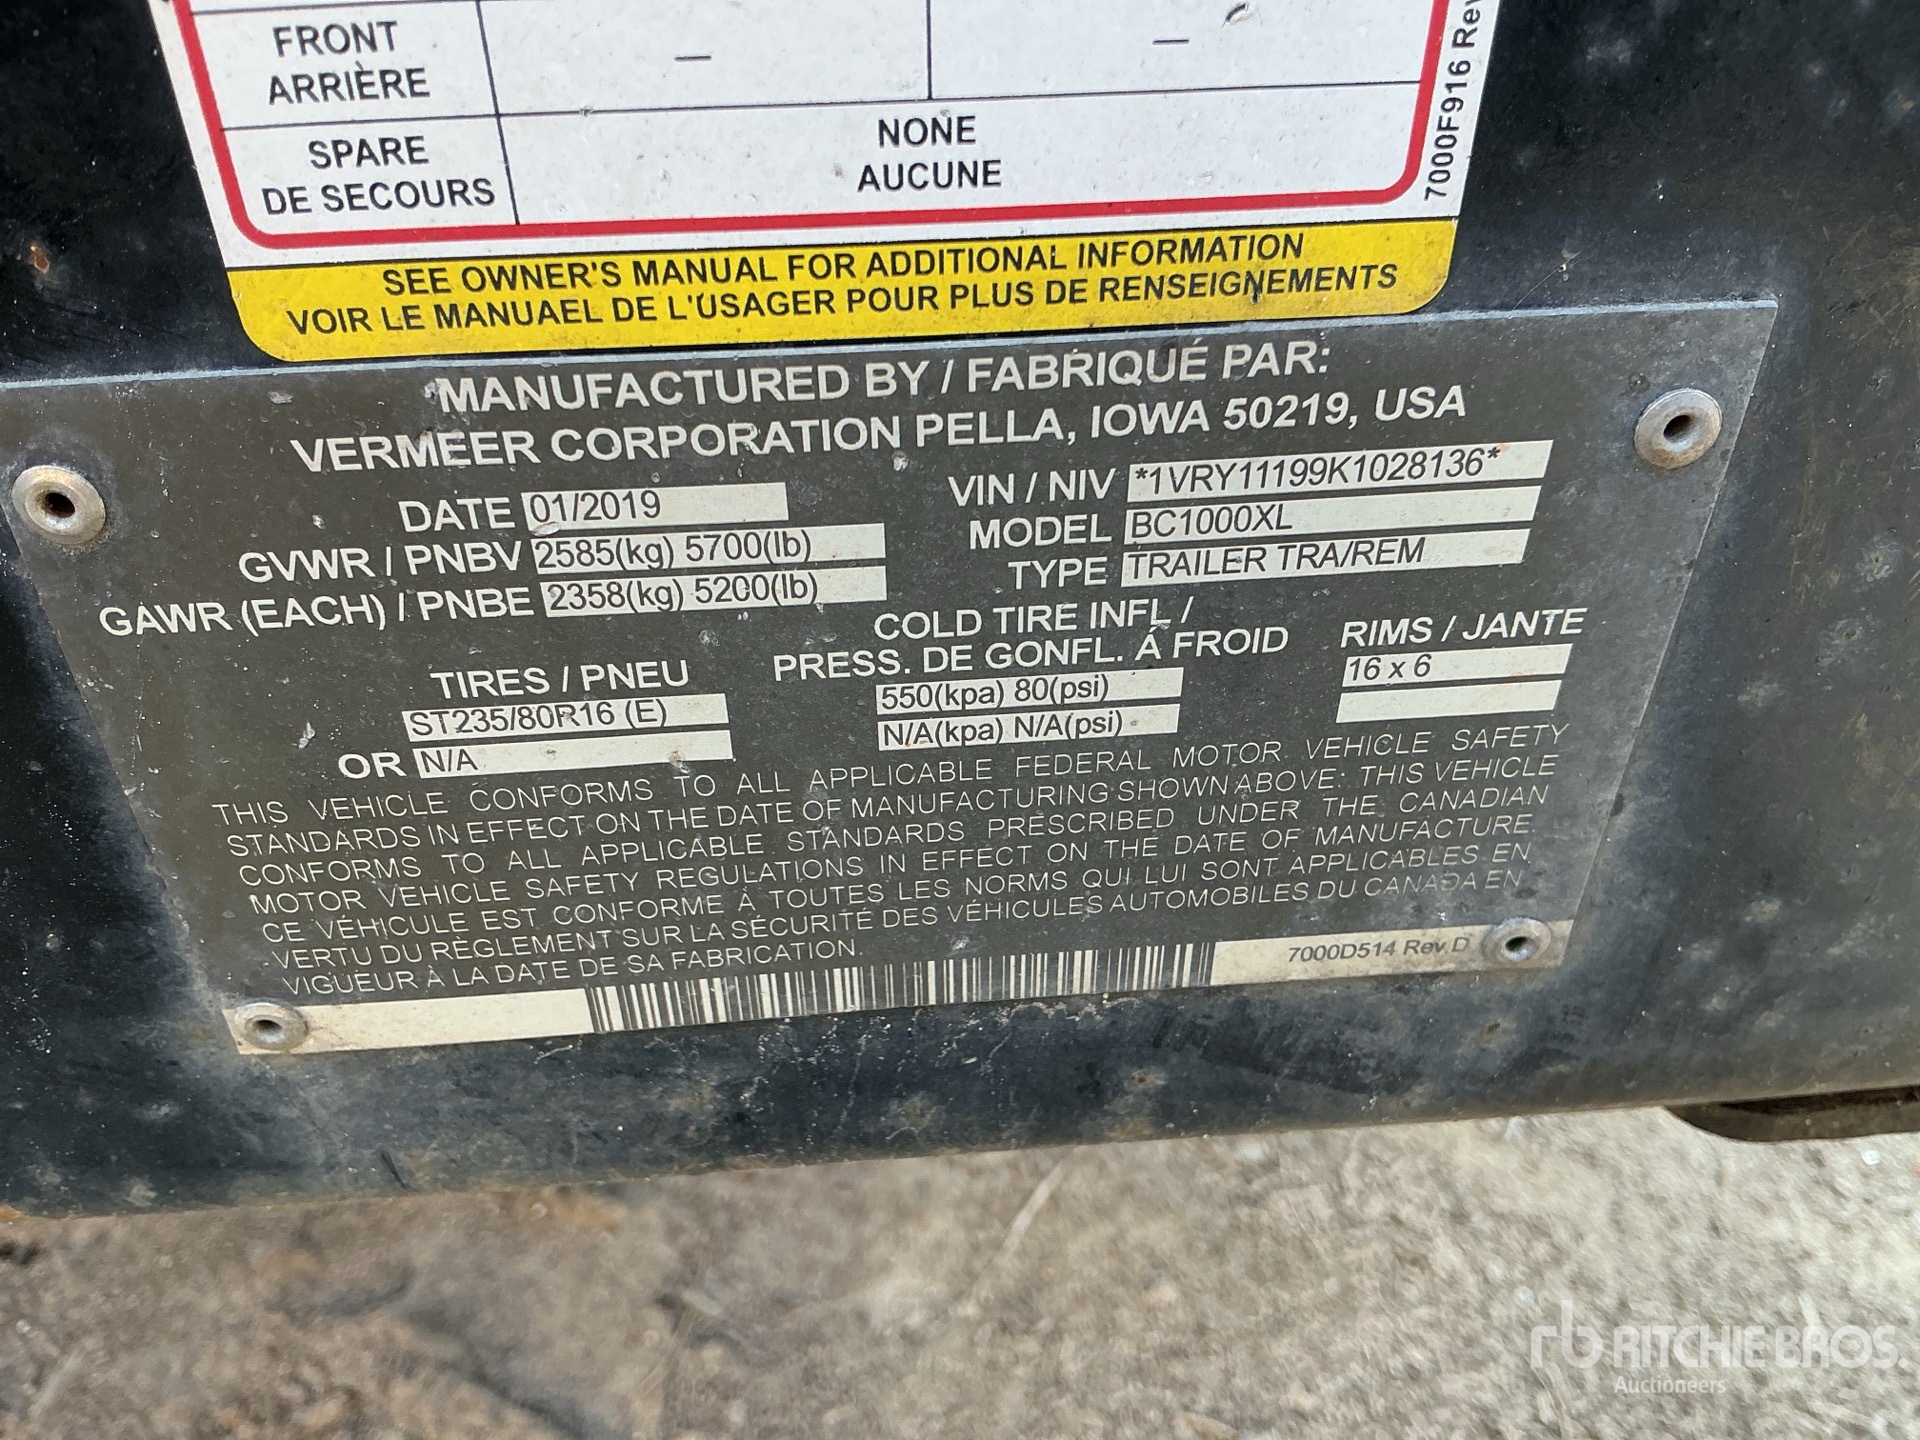 FRONT
ARRIÈRE
—
—
SPARE
DE SECOURS
NONE
AUCUNE
7000F916 Rev
SEE OWNER'S MANUAL FOR ADDITIONAL INFORMATION
VOIR LE MANUAEL DE L'USAGER POUR PLUS DE RENSEIGNEMENTS
MANUFACTURED BY / FABRIQUÉ PAR:
VERMEER CORPORATION PELLA, IOWA 50219, USA
DATE 01/2019
GVWR / PNBV 2585(kg) 5700(lb)
GAWR (EACH) / PNBE 2358(kg) 5200(lb)
VIN / NIV *1VRY11199K1028136*
MODEL BC1000XL
TYPE TRAILER TRA/REM
TIRES / PNEU
ST235/80R16 (E)
OR N/A
COLD TIRE INFL /
PRESS. DE GONFL. Á FROID
550(kpa) 80(psi)
N/A(kpa) N/A(psi)
RIMS / JANTE
16 x 6
THIS VEHICLE CONFORMS TO ALL APPLICABLE FEDERAL MOTOR VEHICLE SAFETY
STANDARDS IN EFFECT ON THE DATE OF MANUFACTURING SHOWN ABOVE: THIS VEHICLE
CONFORMS TO ALL APPLICABLE STANDARDS PRESCRIBED UNDER THE CANADIAN
MOTOR VEHICLE SAFETY REGULATIONS IN EFFECT ON THE DATE OF MANUFACTURE.
CE VÉHICULE EST CONFORME À TOUTES LES NORMS QUI LUI SONT APPLICABLES EN
VERTU DU RÈGLEMENT SUR LA SÉCURITÉ DES VÉHICULES AUTOMOBILES DU CANADA EN
VIGUEUR À LA DATE DE SA FABRICATION.
7000D514 Rev.D
rb RITCHIE BROS.
Auctioneers